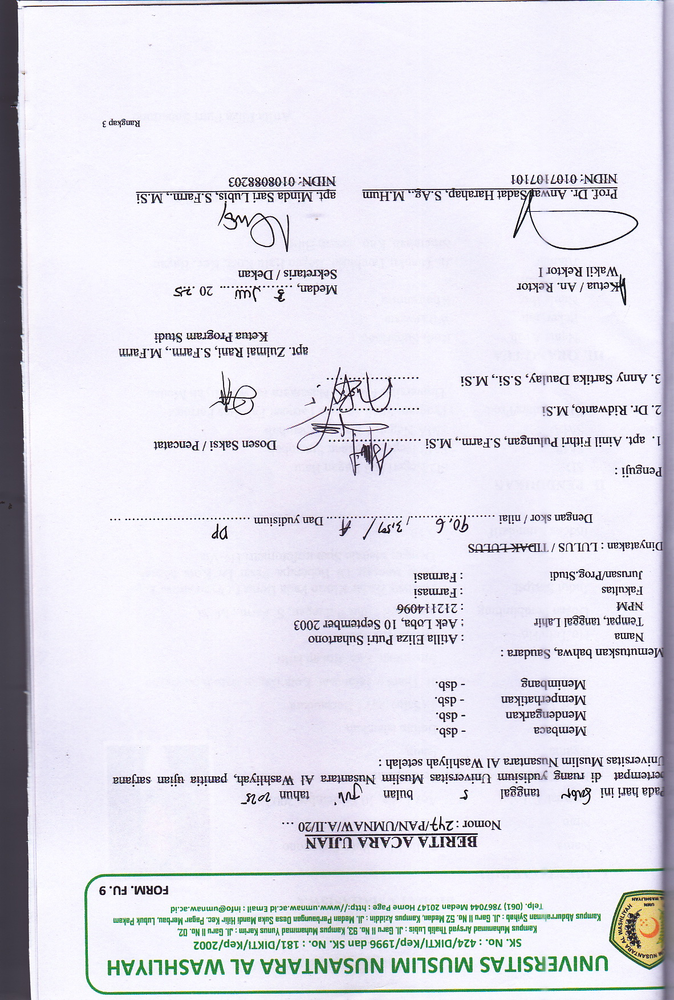 UNIVERSITAS MUSLIM NUSANTARA AL WASHLIYAH
SK. No. : 424/DIKTI/Kep/1996 dan SK. No. : 181/DIKTI/Kep/2002
Kampus Muhammad Arsyad Thalib Lubis : Jl. Garu II No. 93, Kampus Muhammad Yunus Karim : Jl. Garu II No. 02,
Kampus Abdurrahman Syihab : Jl. Garu II No. 52 Medan, Kampus Aziddin : Jl. Medan Perbaungan Desa Suka Mandi Hilir Kec. Pagar Merbau, Lubuk Pakam
Telp. (061) 7867044 Medan 20147 Home Page : http://www.umnaw.ac.id Email : info@umnaw.ac.id
FORM. FU. 9
BERITA ACARA UJIAN
Nomor : 247/PAN/UMNAW/A.II/20 ...
Pada hari ini Sabtu tanggal 5 bulan Juli tahun 2025
bertempat di ruang yudisium Universitas Muslim Nusantara Al Washliyah, panitia ujian sarjana
Universitas Muslim Nusantara Al Washliyah setelah :
Membaca - dsb.
Mendengarkan - dsb.
Memperhatikan - dsb.
Menimbang - dsb.
Memutuskan bahwa, Saudara :
Nama : Atilla Eliza Putri Suhartono
Tempat, tanggal Lahir : Aek Loba, 10 September 2003
NPM : 212114096
Fakultas : Farmasi
Jurusan/Prog.Studi : Farmasi
Dinyatakan : LULUS / TIDAK LULUS
Dengan skor / nilai 90,6 / 3,59 / A Dan yudisium DP
Penguji :
1. apt. Ainil Fithri Pulungan, S.Farm., M.Si Dosen Saksi / Pencatat
2. Dr. Ridwanto, M.Si
3. Anny Sartika Daulay, S.Si., M.Si
apt. Zulmai Rani, S.Farm., M.Farm
Ketua Program Studi
Ketua / An. Rektor Medan, 5 Juli 20 25
Wakil Rektor I Sekretaris / Dekan
Prof. Dr. Anwar Sadat Harahap, S.Ag., M.Hum apt. Minda Sari Lubis, S.Farm., M.Si
NIDN: 0107107101 NIDN: 0108088203
Rangkap 3